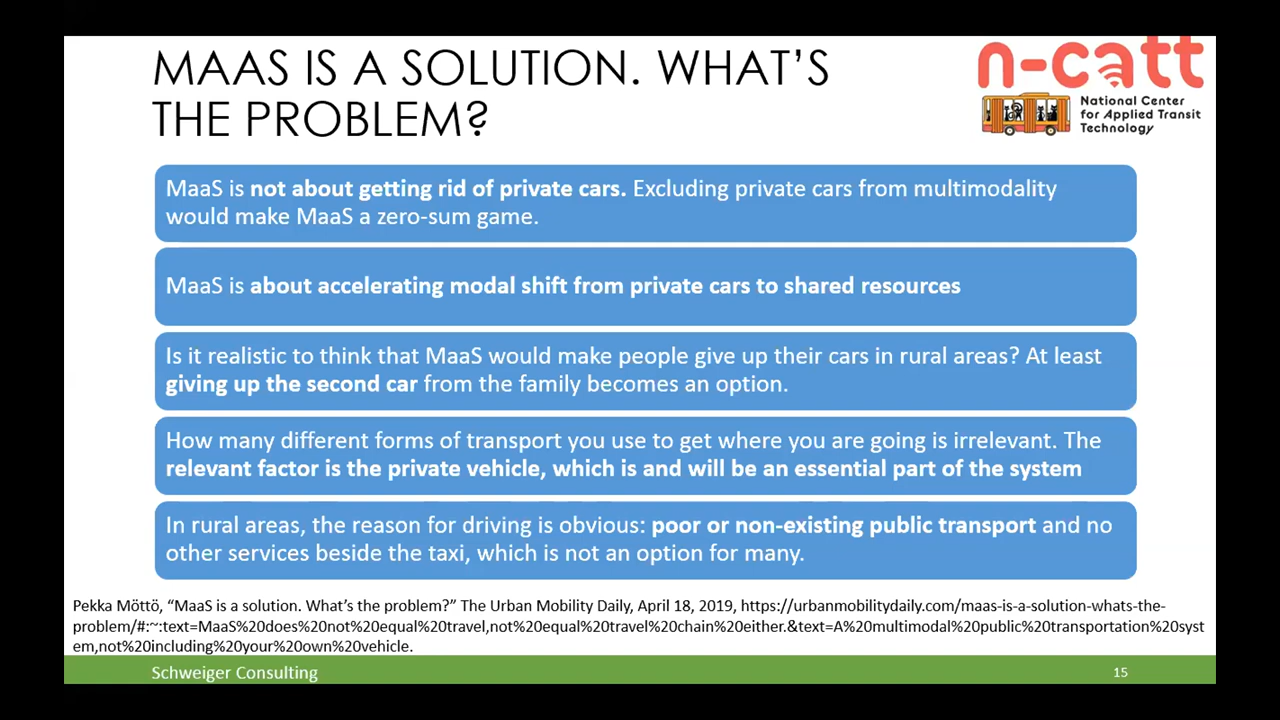 MAAS IS A SOLUTION. WHAT'S
THE PROBLEM?
n-catt
National Center
for Applied Transit
Technology
MaaS is not about getting rid of private cars. Excluding private cars from multimodality
would make MaaS a zero-sum game.
MaaS is about accelerating modal shift from private cars to shared resources
Is it realistic to think that MaaS would make people give up their cars in rural areas? At least
giving up the second car from the family becomes an option.
How many different forms of transport you use to get where you are going is irrelevant. The
relevant factor is the private vehicle, which is and will be an essential part of the system
In rural areas, the reason for driving is obvious: poor or non-existing public transport and no
other services beside the taxi, which is not an option for many.
Pekka Möttö, “MaaS is a solution. What’s the problem?” The Urban Mobility Daily, April 18, 2019, https://urbanmobilitydaily.com/maas-is-a-solution-whats-the-
problem/#:~:text=MaaS%20does%20not%20equal%20travel,not%20equal%20travel%20chain%20either.&text=A%20multimodal%20public%20transportation%20syst
em,not%20including%20your%20own%20vehicle.
Schweiger Consulting
15